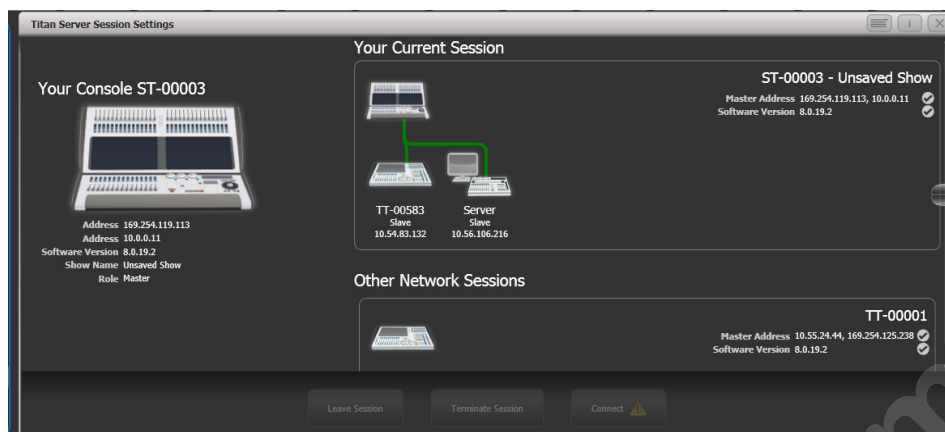 Titan Server Session Settings
i
Your Current Session
Your Console ST-00003
ST-00003 - Unsaved Show
Master Address 169.254.119.113, 10.0.0.11
Software Version 8.0.19.2
TT-00583
Slave
10.54.83.132
Server
Slave
10.56.106.216
Address 169.254.119.113
Address 10.0.0.11
Software Version 8.0.19.2
Show Name Unsaved Show
Role Master
Other Network Sessions
TT-00001
Master Address 10.55.24.44, 169.254.125.238
Software Version 8.0.19.2
Leave Session
Terminate Session
Connect